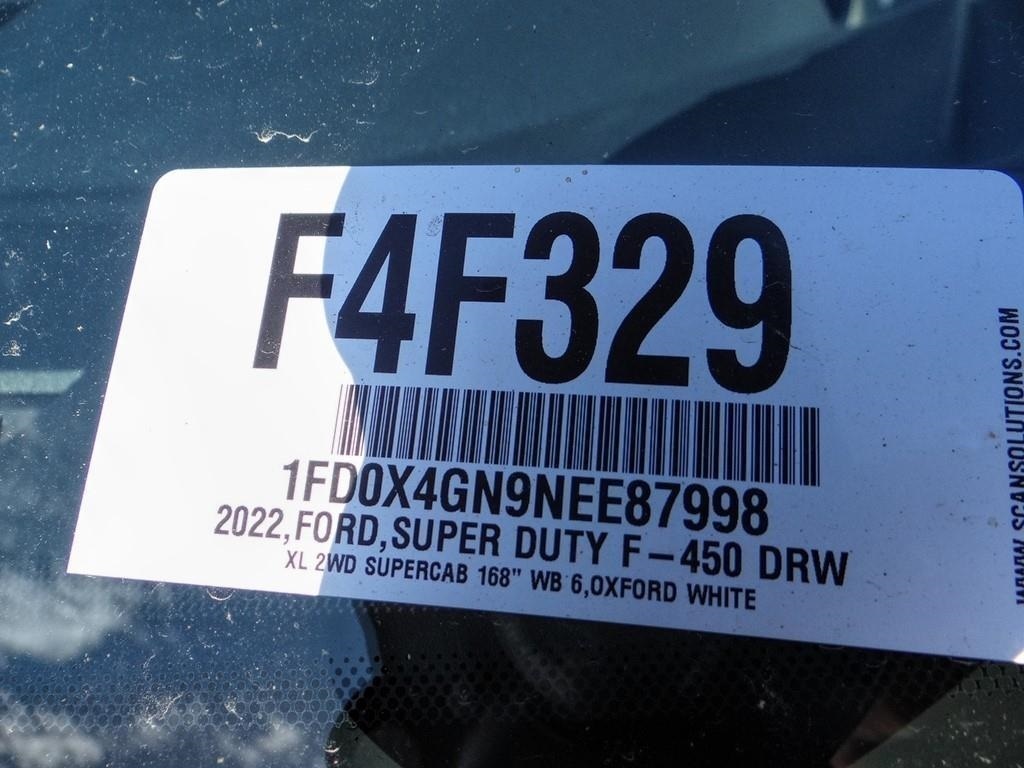 F4F329
1FD0X4GN9NEE87998
2022,FORD,SUPER DUTY F-450 DRW
XL 2WD SUPERCAB 168" WB 6,OXFORD WHITE
WWW.SCANSOLUTIONS.COM